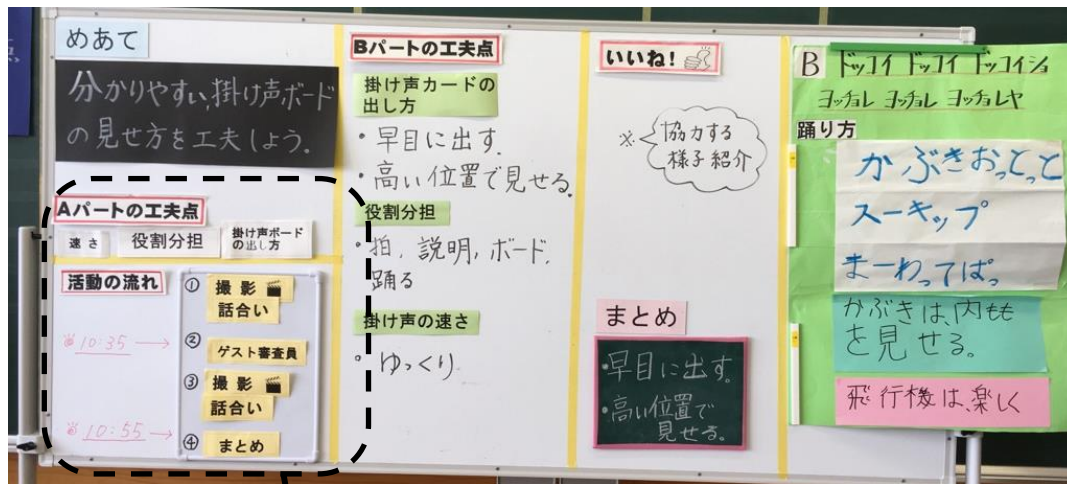 めあて
分かりやすい掛け声ボード
の見せ方を工夫しよう。
Aパートの工夫点
速さ
役割分担
掛け声ボード
の出し方
活動の流れ
① 撮影
話合い
10:35 →
② ゲスト審査員
③ 撮影
話合い
10:55 →
④ まとめ
Bパートの工夫点
掛け声カードの
出し方
・早目に出す。
・高い位置で見せる。
役割分担
・拍、説明、ボード、
踊る
掛け声の速さ
・ゆっくり
いいね!
※ 協力する
様子紹介
まとめ
・早目に出す。
・高い位置で
見せる。
B ドッコイ ドッコイ ドッコイショ
ヨッチョレ ヨッチョレ ヨッチョレヤ
踊り方
かぶきおっとっと
スーキップ
まーわってぱっ
かぶきは、内もも
を見せる。
飛行機は、楽しく